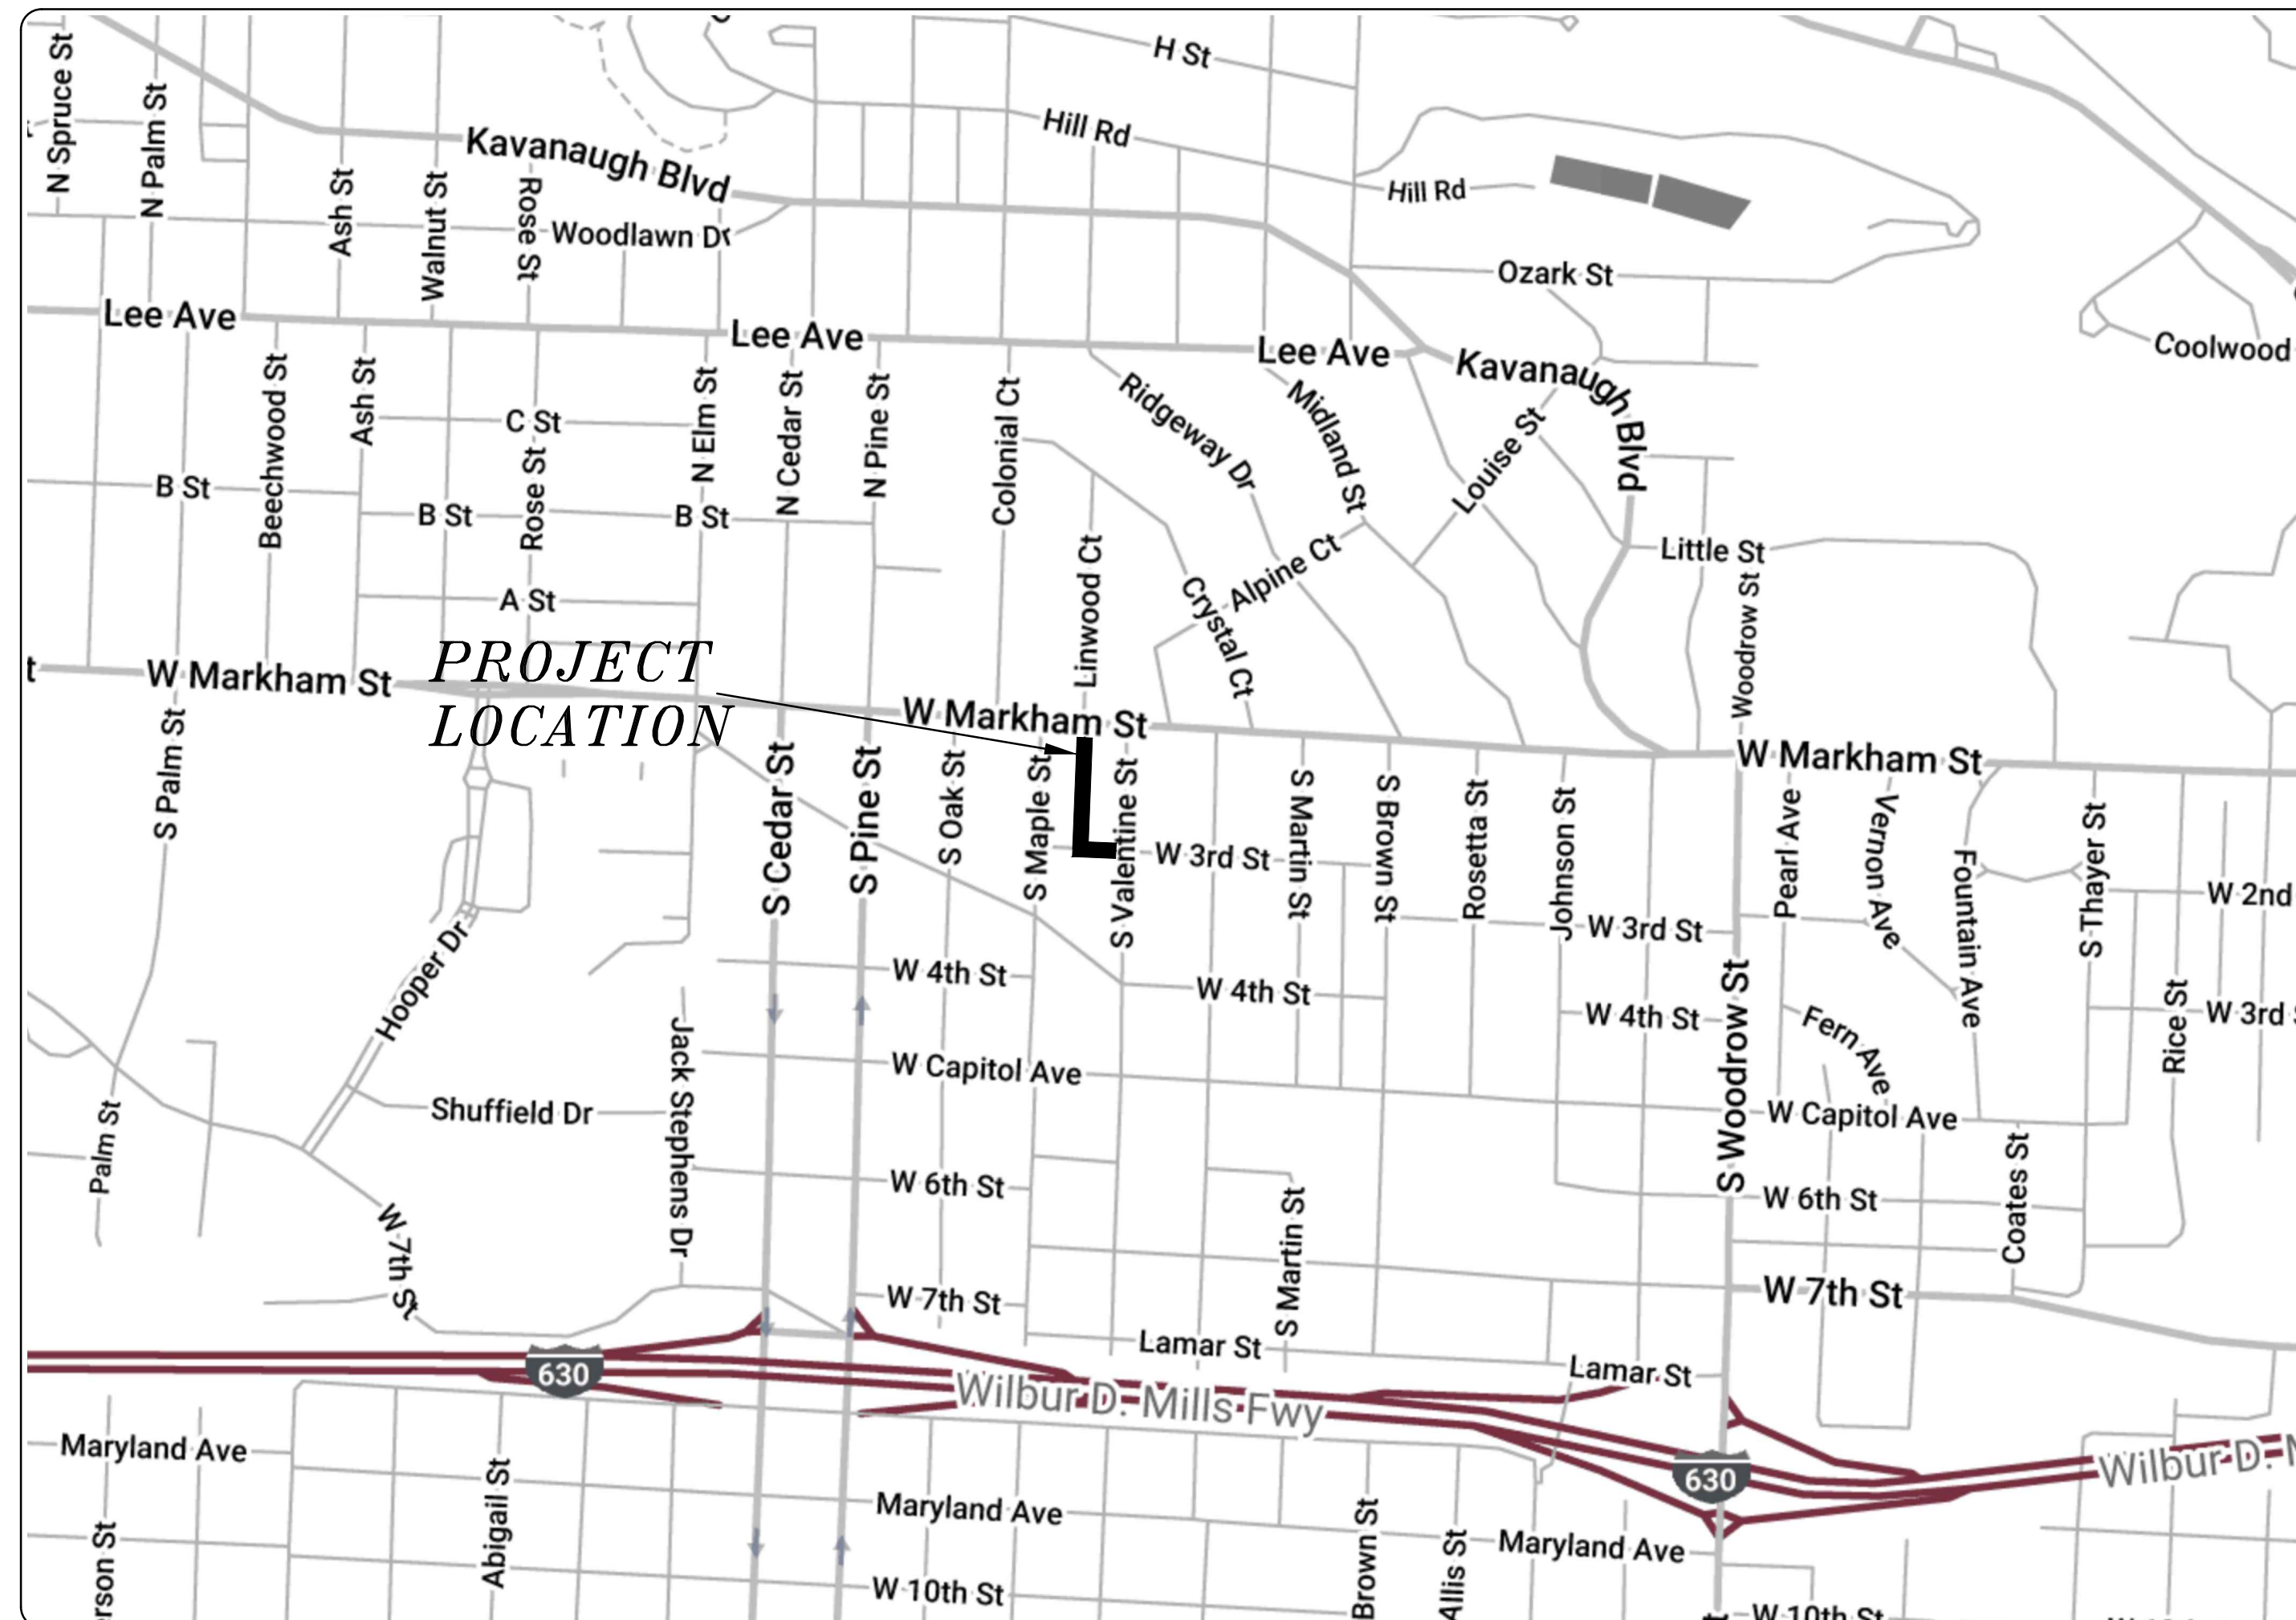 H St
N Spruce St
N Palm St
Hill Rd
Kavanaugh Blvd
Hill Rd
Ash St
Walnut St
Rose St
Woodlawn Dr
Ozark St
Lee Ave
Lee Ave
Lee Ave
Kavanaugh Blvd
Coolwood
Beechwood St
Ash St
C St
N Elm St
N Cedar St
N Pine St
Colonial Ct
Ridgeway Dr
Midland St
Louise St
B St
B St
Rose St
B St
Linwood Ct
Alpine Ct
Crystal Ct
Little St
Woodrow St
A St
PROJECT
LOCATION
W Markham St
W Markham St
W Markham St
S Palm St
S Cedar St
S Pine St
S Oak St
S Maple St
S Valentine St
W 3rd St
S Martin St
S Brown St
Rosetta St
Johnson St
Pearl Ave
Vernon Ave
Fountain Ave
S Thayer St
W 2nd
W 3rd St
Hooper Dr
W 4th St
W 4th St
W 4th St
S Woodrow St
Fern Ave
Rice St
W 3rd S
Jack Stephens Dr
W Capitol Ave
W Capitol Ave
Shuffield Dr
Palm St
W 6th St
W 6th St
Coates St
S Martin St
W 7th St
W 7th St
W 7th St
Lamar St
Lamar St
630
Wilbur D. Mills Fwy
630
Wilbur D. M
Maryland Ave
Abigail St
Maryland Ave
Maryland Ave
erson St
Brown St
Allis St
W 10th St
W 10th St